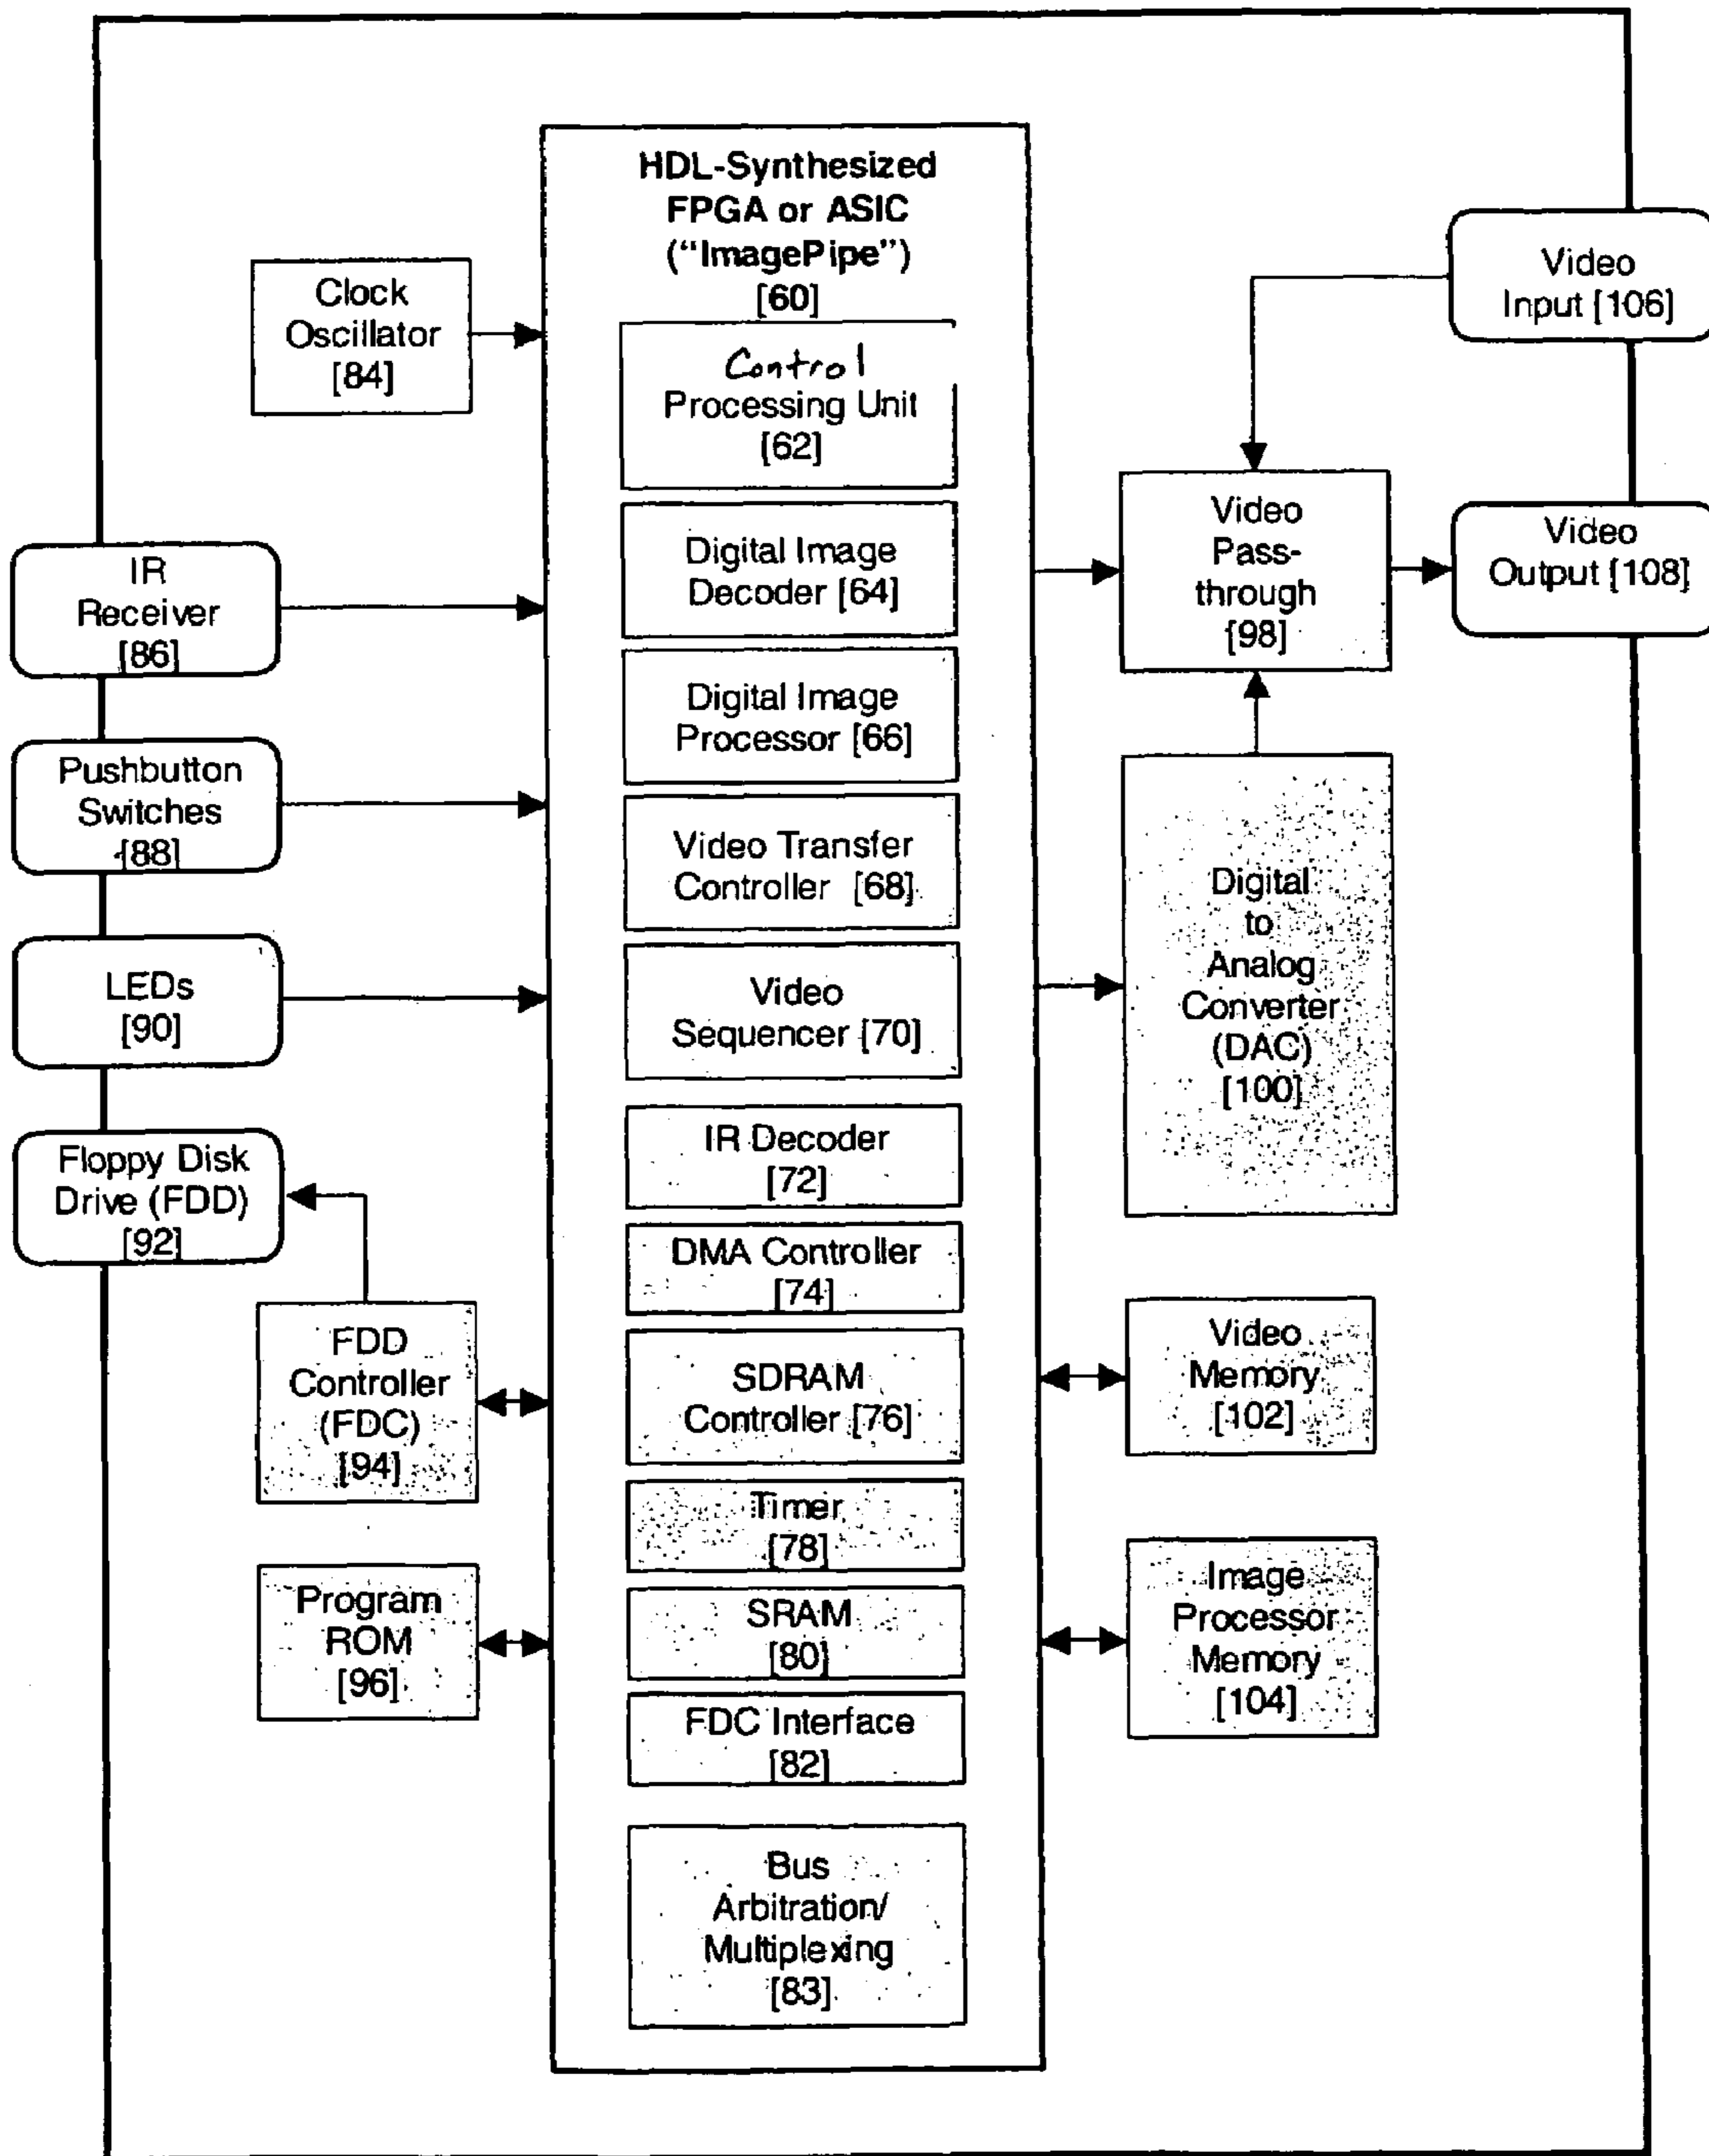 HDL-Synthesized
FPGA or ASIC
("ImagePipe")
[60]
Control
Processing Unit
[62]
Digital Image
Decoder [64]
Digital Image
Processor [66]
Video Transfer
Controller [68]
Video
Sequencer [70]
IR Decoder
[72]
DMA Controller
[74]
SDRAM
Controller [76]
Timer
[78]
SRAM
[80]
FDC Interface
[82]
Bus
Arbitration/
Multiplexing
[83]
Clock
Oscillator
[84]
IR
Receiver
[86]
Pushbutton
Switches
[88]
LEDs
[90]
Floppy Disk
Drive (FDD)
[92]
FDD
Controller
(FDC)
[94]
Program
ROM
[96]
Video
Input [106]
Video
Pass-
through
[98]
Video
Output [108]
Digital
to
Analog
Converter
(DAC)
[100]
Video
Memory
[102]
Image
Processor
Memory
[104]